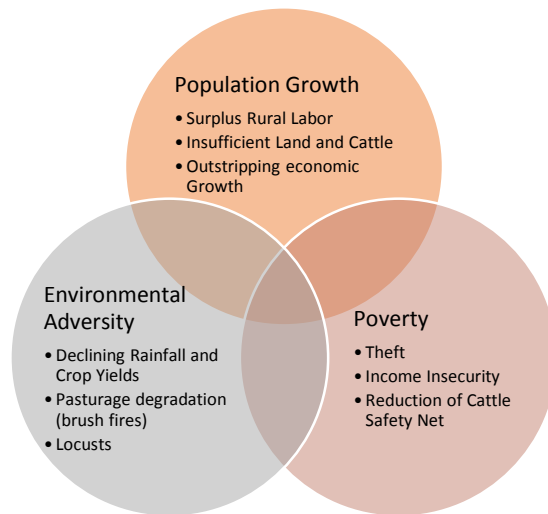 Population Growth
• Surplus Rural Labor
• Insufficient Land and Cattle
• Outstripping economic
Growth
Environmental
Adversity
• Declining Rainfall and
Crop Yields
• Pasturage degradation
(brush fires)
• Locusts
Poverty
• Theft
• Income Insecurity
• Reduction of Cattle
Safety Net